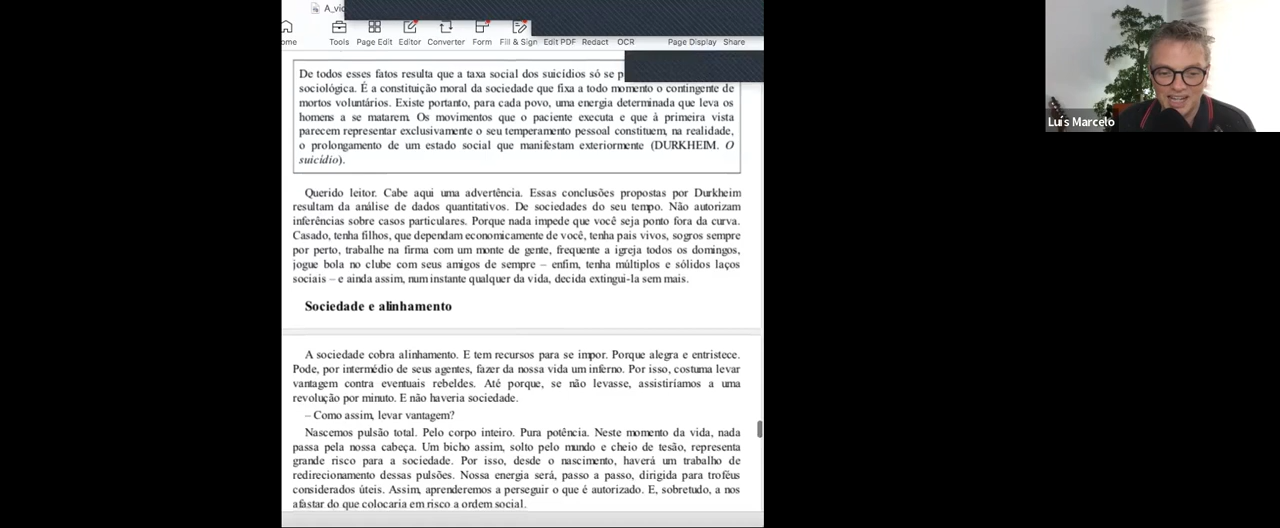 A_vi
ome Tools Page Edit Editor Converter Form Fill & Sign Edit PDF Redact OCR Page Display Share
De todos esses fatos resulta que a taxa social dos suicídios só se p
sociológica. É a constituição moral da sociedade que fixa a todo momento o contingente de
mortos voluntários. Existe portanto, para cada povo, uma energia determinada que leva os
homens a se matarem. Os movimentos que o paciente executa e que à primeira vista
parecem representar exclusivamente o seu temperamento pessoal constituem, na realidade,
o prolongamento de um estado social que manifestam exteriormente (DURKHEIM. O
suicídio).
Querido leitor. Cabe aqui uma advertência. Essas conclusões propostas por Durkheim
resultam da análise de dados quantitativos. De sociedades do seu tempo. Não autorizam
inferências sobre casos particulares. Porque nada impede que você seja ponto fora da curva.
Casado, tenha filhos, que dependam economicamente de você, tenha pais vivos, sogros sempre
por perto, trabalhe na firma com um monte de gente, frequente a igreja todos os domingos,
jogue bola no clube com seus amigos de sempre – enfim, tenha múltiplos e sólidos laços
sociais – e ainda assim, num instante qualquer da vida, decida extingui-la sem mais.
Sociedade e alinhamento
A sociedade cobra alinhamento. E tem recursos para se impor. Porque alegra e entristece.
Pode, por intermédio de seus agentes, fazer da nossa vida um inferno. Por isso, costuma levar
vantagem contra eventuais rebeldes. Até porque, se não levasse, assistiríamos a uma
revolução por minuto. E não haveria sociedade.
– Como assim, levar vantagem?
Nascemos pulsão total. Pelo corpo inteiro. Pura potência. Neste momento da vida, nada
passa pela nossa cabeça. Um bicho assim, solto pelo mundo e cheio de tesão, representa
grande risco para a sociedade. Por isso, desde o nascimento, haverá um trabalho de
redirecionamento dessas pulsões. Nossa energia será, passo a passo, dirigida para troféus
considerados úteis. Assim, aprenderemos a perseguir o que é autorizado. E, sobretudo, a nos
afastar do que colocaria em risco a ordem social.
Luís Marcelo